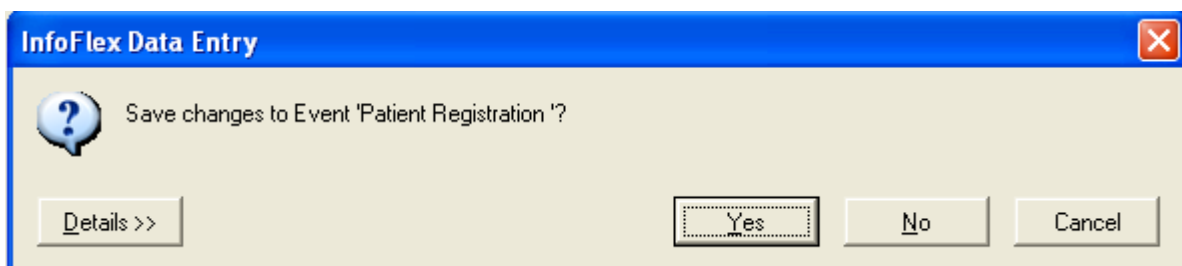 InfoFlex Data Entry
Save changes to Event 'Patient Registration '?
Details >> Yes No Cancel